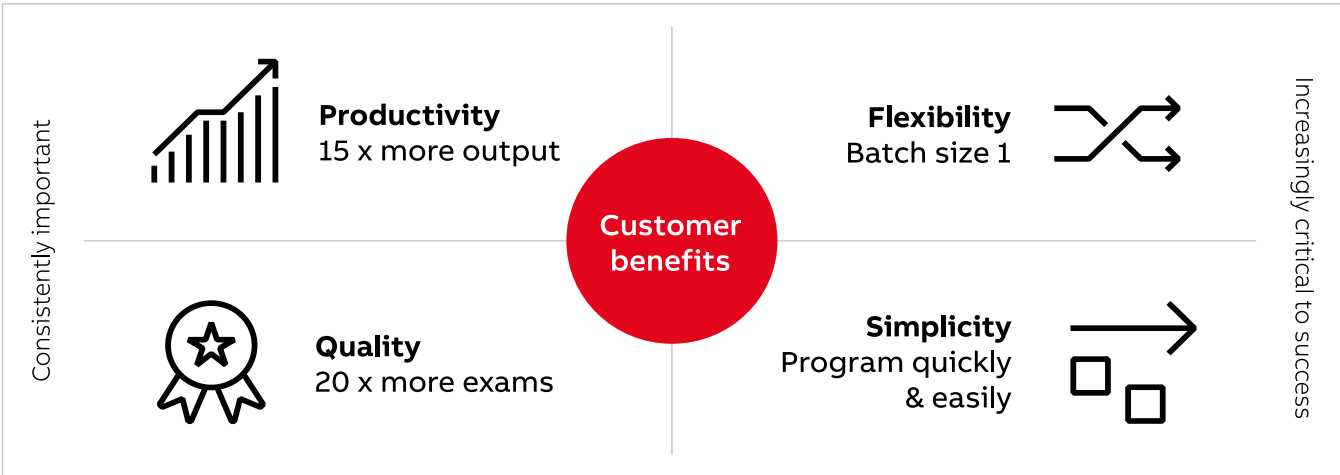 Consistently important
Productivity
15 x more output
Quality
20 x more exams
Customer
benefits
Flexibility
Batch size 1
Simplicity
Program quickly
& easily
Increasingly critical to success